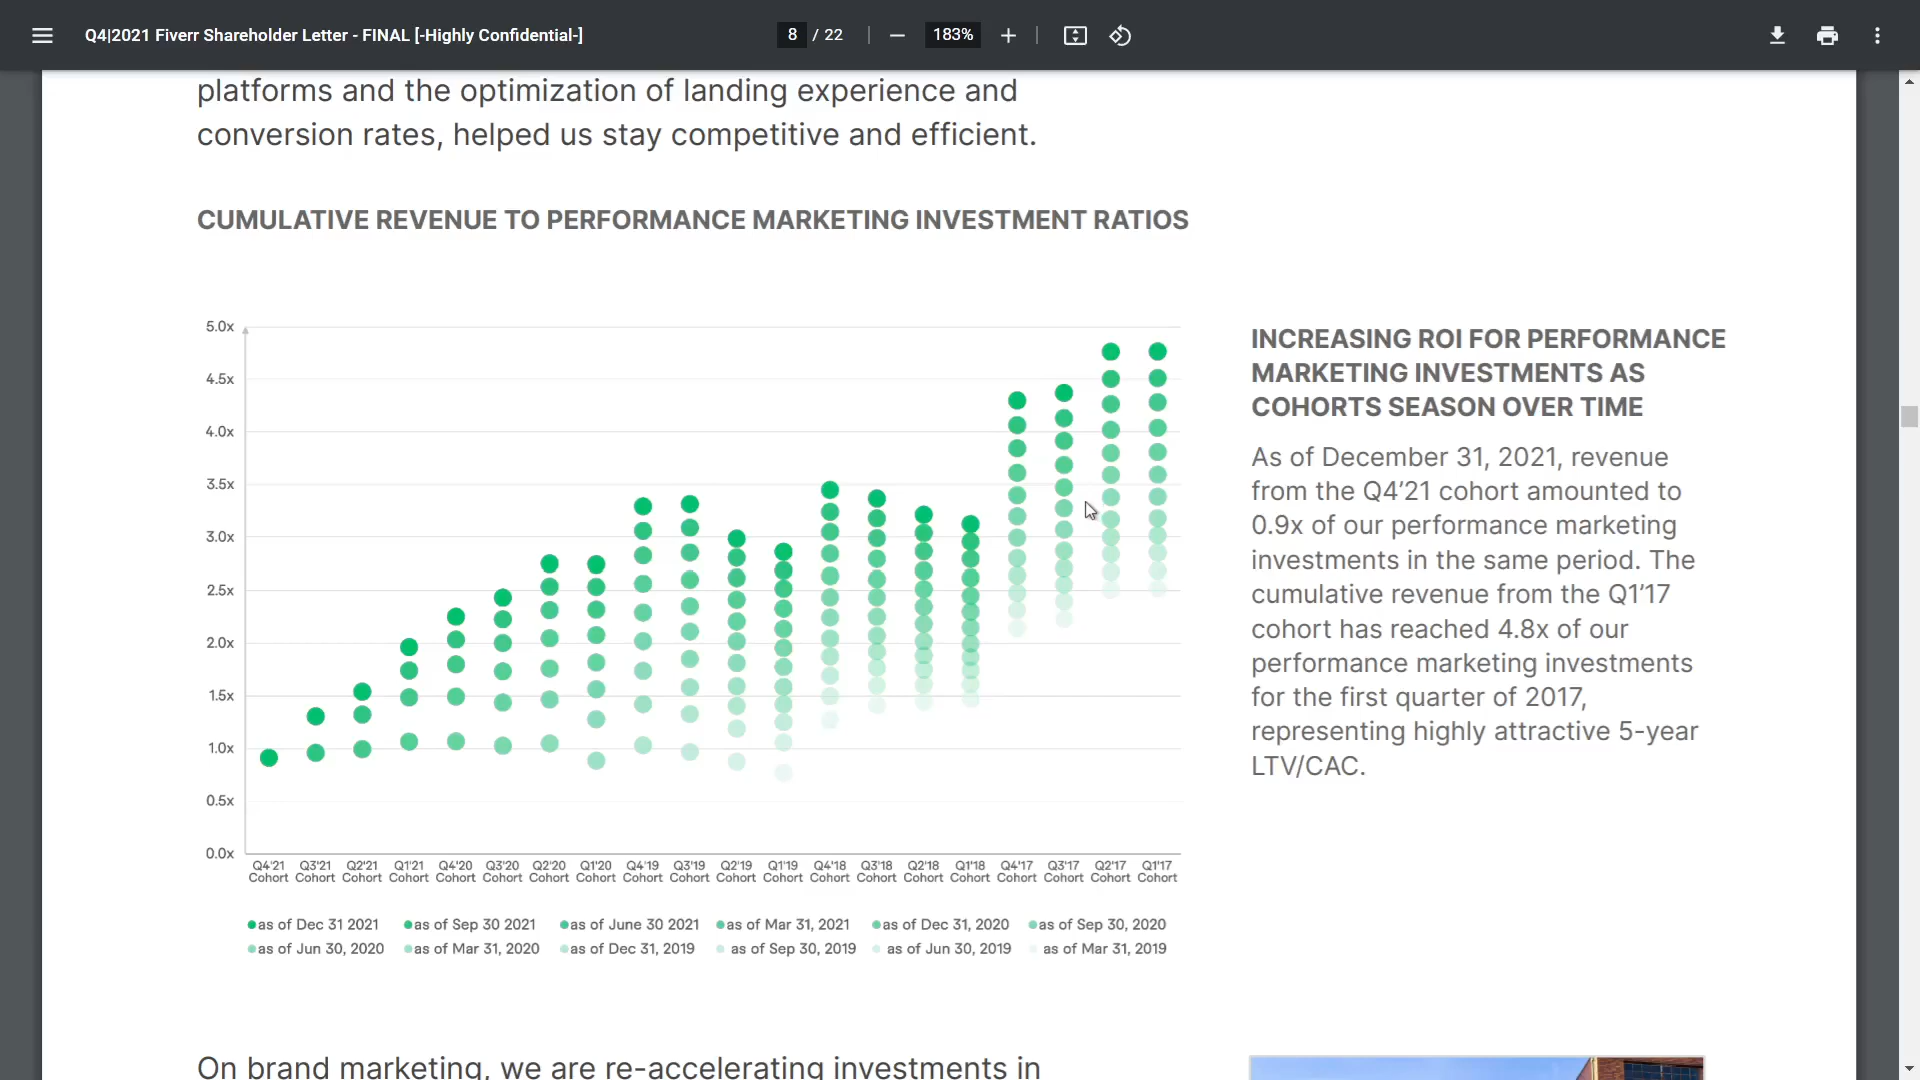 Q4|2021 Fiverr Shareholder Letter - FINAL [-Highly Confidential-]
8 / 22
183%
platforms and the optimization of landing experience and
conversion rates, helped us stay competitive and efficient.
CUMULATIVE REVENUE TO PERFORMANCE MARKETING INVESTMENT RATIOS
5.0x
4.5x
4.0x
3.5x
3.0x
2.5x
2.0x
1.5x
1.0x
0.5x
0.0x
Q4'21 Q3'21 Q2'21 Q1'21 Q4'20 Q3'20 Q2'20 Q1'20 Q4'19 Q3'19 Q2'19 Q1'19 Q4'18 Q3'18 Q2'18 Q1'18 Q4'17 Q3'17 Q2'17 Q1'17
Cohort Cohort Cohort Cohort Cohort Cohort Cohort Cohort Cohort Cohort Cohort Cohort Cohort Cohort Cohort Cohort Cohort Cohort Cohort Cohort
as of Dec 31 2021 as of Sep 30 2021 as of June 30 2021 as of Mar 31, 2021 as of Dec 31, 2020 as of Sep 30, 2020
as of Jun 30, 2020 as of Mar 31, 2020 as of Dec 31, 2019 as of Sep 30, 2019 as of Jun 30, 2019 as of Mar 31, 2019
INCREASING ROI FOR PERFORMANCE
MARKETING INVESTMENTS AS
COHORTS SEASON OVER TIME
As of December 31, 2021, revenue
from the Q4'21 cohort amounted to
0.9x of our performance marketing
investments in the same period. The
cumulative revenue from the Q1'17
cohort has reached 4.8x of our
performance marketing investments
for the first quarter of 2017,
representing highly attractive 5-year
LTV/CAC.
On brand marketing, we are re-accelerating investments in